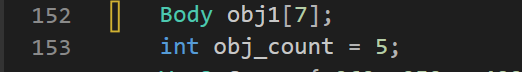 152 Body obj1[7];
153 int obj_count = 5;